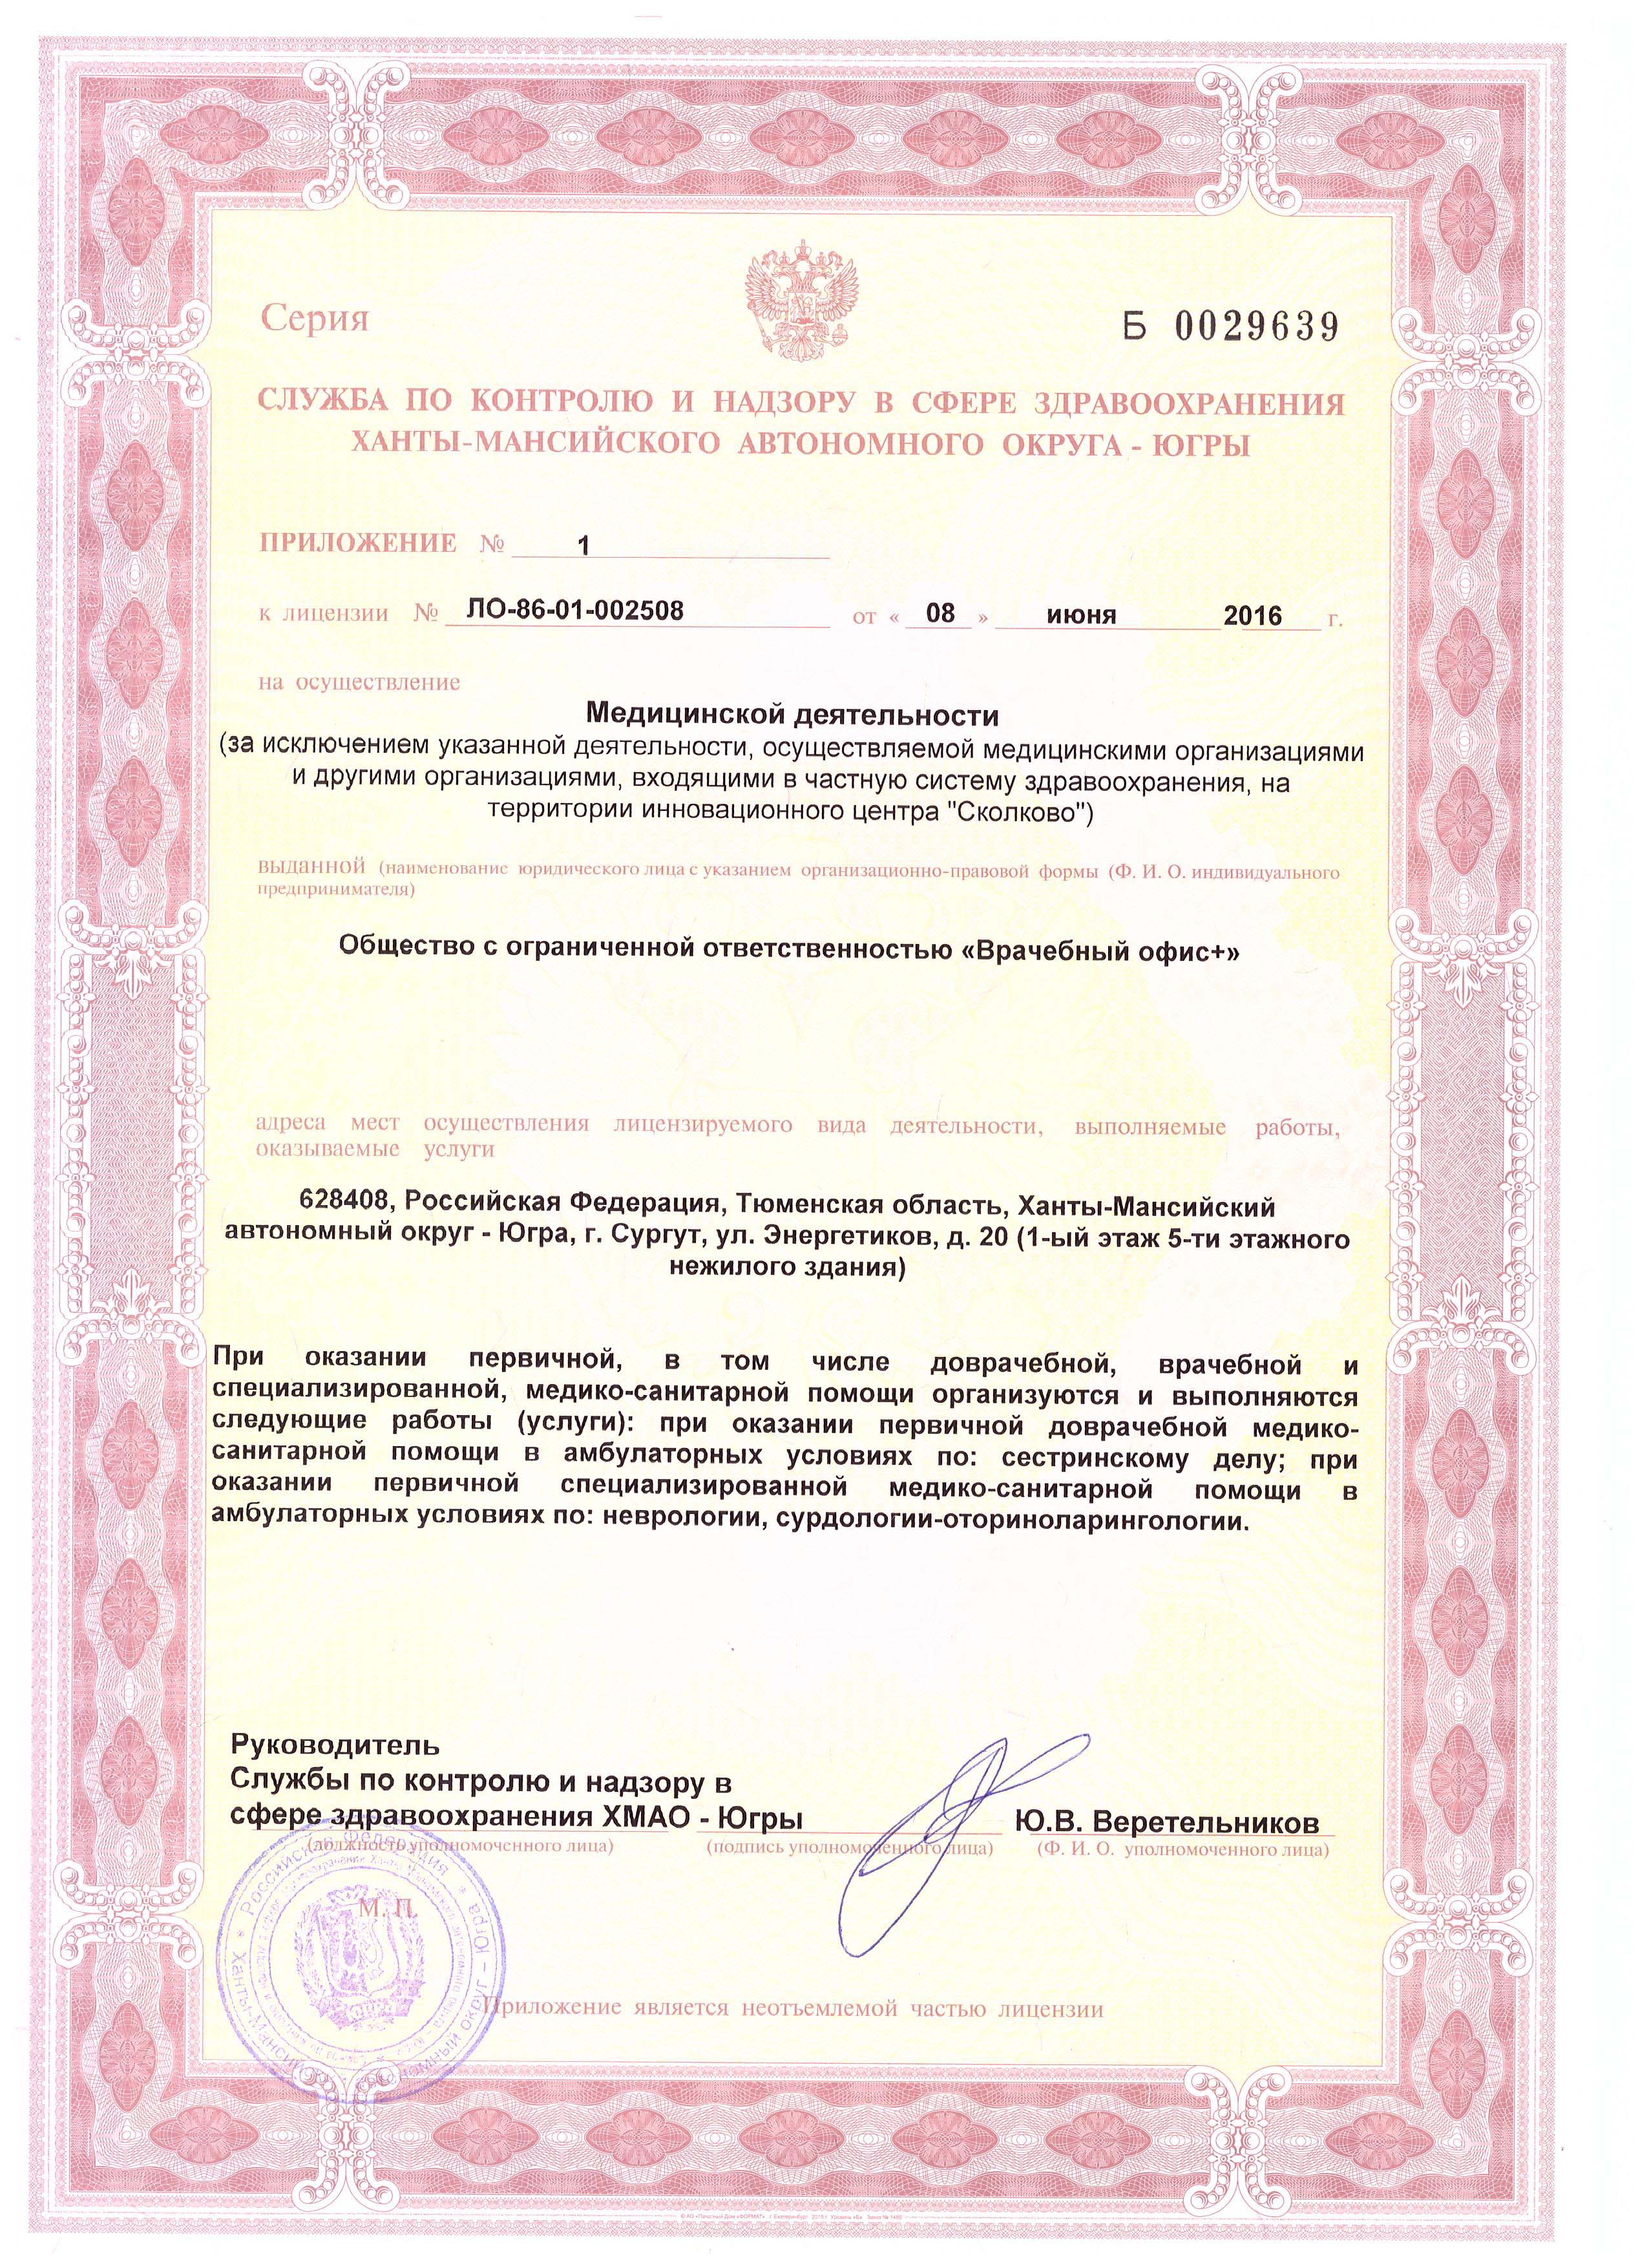 Серия
Б 0029639
СЛУЖБА ПО КОНТРОЛЮ И НАДЗОРУ В СФЕРЕ ЗДРАВООХРАНЕНИЯ
ХАНТЫ-МАНСИЙСКОГО АВТОНОМНОГО ОКРУГА - ЮГРЫ
ПРИЛОЖЕНИЕ № 1
к лицензии № ЛО-86-01-002508 от « 08 » июня 2016 г.
на осуществление
Медицинской деятельности
(за исключением указанной деятельности, осуществляемой медицинскими организациями
и другими организациями, входящими в частную систему здравоохранения, на
территории инновационного центра "Сколково")
выданной (наименование юридического лица с указанием организационно-правовой формы (Ф. И. О. индивидуального
предпринимателя)
Общество с ограниченной ответственностью «Врачебный офис+»
адреса мест осуществления лицензируемого вида деятельности, выполняемые работы,
оказываемые услуги
628408, Российская Федерация, Тюменская область, Ханты-Мансийский
автономный округ - Югра, г. Сургут, ул. Энергетиков, д. 20 (1-ый этаж 5-ти этажного
нежилого здания)
При оказании первичной, в том числе доврачебной, врачебной и
специализированной, медико-санитарной помощи организуются и выполняются
следующие работы (услуги): при оказании первичной доврачебной медико-
санитарной помощи в амбулаторных условиях по: сестринскому делу; при
оказании первичной специализированной медико-санитарной помощи в
амбулаторных условиях по: неврологии, сурдологии-оториноларингологии.
Руководитель
Службы по контролю и надзору в
сфере здравоохранения ХМАО - Югры
Ю.В. Веретельников
(должность уполномоченного лица)
(подпись уполномоченного лица)
(Ф. И. О. уполномоченного лица)
М. П.
Российская Федерация
Югра
Приложение является неотъемлемой частью лицензии